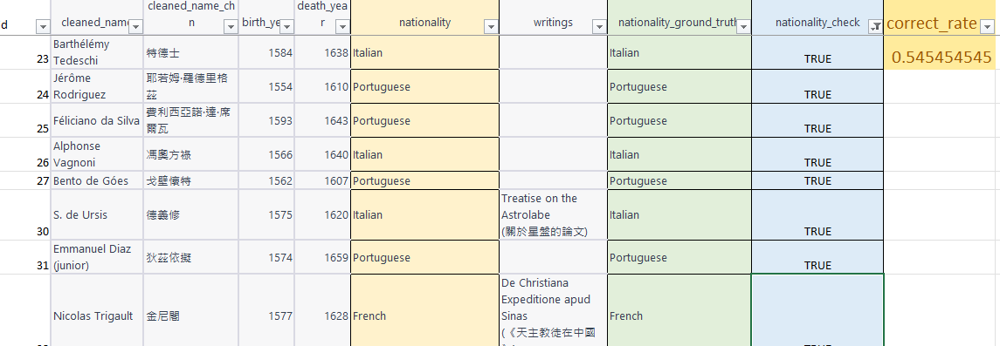 d cleaned_name cleaned_name_ch birth_ye death_yea nationality writings nationality_ground_truth nationality_check correct_rate
n r
23 Barthélémy Tedeschi 特德士 1584 1638 Italian Italian TRUE 0.545454545
24 Jérôme Rodriguez 耶若姆·羅德里格茲 1554 1610 Portuguese Portuguese TRUE
25 Féliciano da Silva 費利西亞諾·達·席爾瓦 1593 1643 Portuguese Portuguese TRUE
26 Alphonse Vagnoni 馮奧方祿 1566 1640 Italian Italian TRUE
27 Bento de Góes 戈壁懷特 1562 1607 Portuguese Portuguese TRUE
30 S. de Ursis 德義修 1575 1620 Italian Treatise on the Astrolabe (關於星盤的論文) Italian TRUE
31 Emmanuel Diaz (junior) 狄茲依擬 1574 1659 Portuguese Portuguese TRUE
Nicolas Trigault 金尼閣 1577 1628 French De Christiana Expeditione apud Sinas (《天主教徒在中國 French